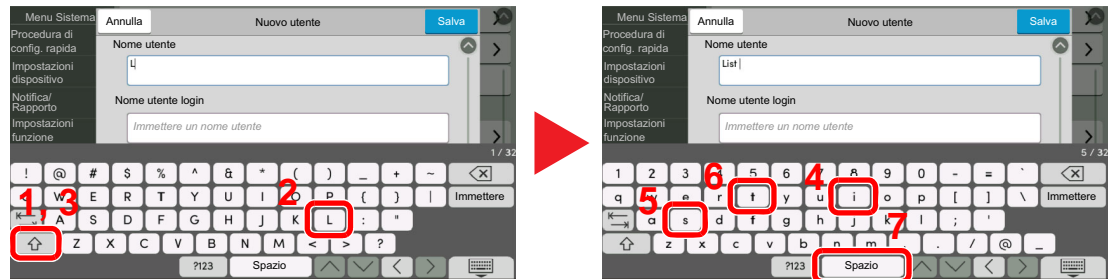 Menu Sistema
Annulla
Nuovo utente
Salva
Procedura di
config. rapida
Nome utente
L
Impostazioni
dispositivo
Notifica/
Rapporto
Nome utente login
Impostazioni
funzione
Immettere un nome utente
1 / 32
! @ # $ % ^ & * ( ) _ + ~
W E R T Y U I O P { } | Immettere
A S D F G H J K L : "
Z X C V B N M < > ?
?123 Spazio
1, 3
2
Menu Sistema
Annulla
Nuovo utente
Salva
Procedura di
config. rapida
Nome utente
List
Impostazioni
dispositivo
Notifica/
Rapporto
Nome utente login
Impostazioni
funzione
Immettere un nome utente
5 / 32
1 2 3 4 5 6 7 8 9 0 - = `
q w e r t y u i o p [ ] \ Immettere
a s d f g h j k l ; '
z x c v b n m , . / @ _
?123 Spazio
6
4
5
7